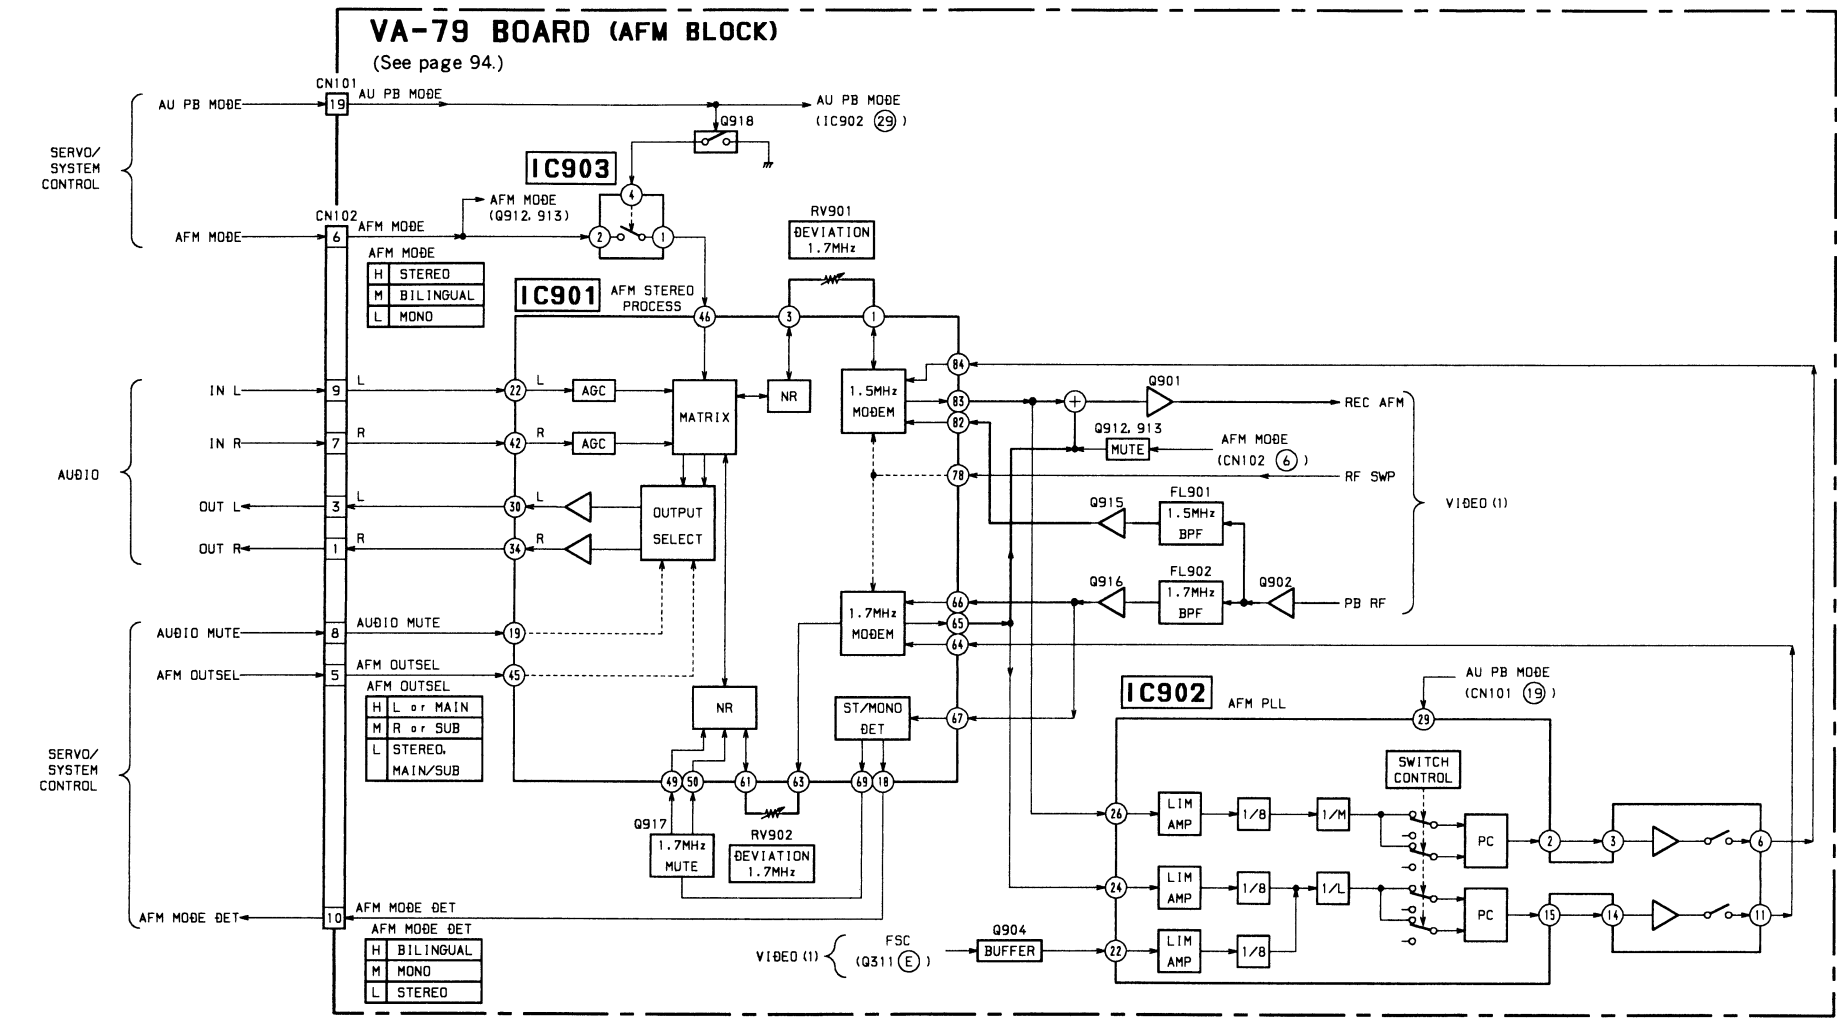 VA-79 BOARD (AFM BLOCK)
(See page 94.)
CN101
AU PB MODE
19
AU PB MODE
AU PB MODE
(IC902 29)
Q918
SERVO/
SYSTEM
CONTROL
IC903
4
AFM MODE
(Q912, 913)
CN102
AFM MODE
6
AFM MODE
2
1
AFM MODE
H STEREO
M BILINGUAL
L MONO
RV901
DEVIATION
1.7MHz
IC901
AFM STEREO
PROCESS
46
3
1
84
83
82
78
1.5MHz
MODEM
NR
MATRIX
AUDIO
IN L
9
L
22
L
AGC
IN R
7
R
42
R
AGC
OUT L
3
L
30
L
OUT R
1
R
34
R
OUTPUT
SELECT
Q901
REC AFM
Q912, 913
MUTE
AFM MODE
(CN102 6)
RF SWP
VIDEO (1)
Q915
FL901
1.5MHz
BPF
Q916
FL902
1.7MHz
BPF
Q902
PB RF
66
65
64
1.7MHz
MODEM
AUDIO MUTE
8
AUDIO MUTE
19
AFM OUTSEL
5
AFM OUTSEL
45
AFM OUTSEL
H L or MAIN
M R or SUB
L STEREO,
MAIN/SUB
SERVO/
SYSTEM
CONTROL
NR
ST/MONO
DET
67
49
50
61
63
69
18
Q917
1.7MHz
MUTE
RV902
DEVIATION
1.7MHz
AFM MODE DET
10
AFM MODE DET
AFM MODE DET
H BILINGUAL
M MONO
L STEREO
IC902
AFM PLL
AU PB MODE
(CN101 19)
29
SWITCH
CONTROL
26
LIM
AMP
1/8
1/M
PC
2
3
6
24
LIM
AMP
1/8
1/L
PC
15
14
11
VIDEO (1)
FSC
(Q311 E)
Q904
BUFFER
22
LIM
AMP
1/8